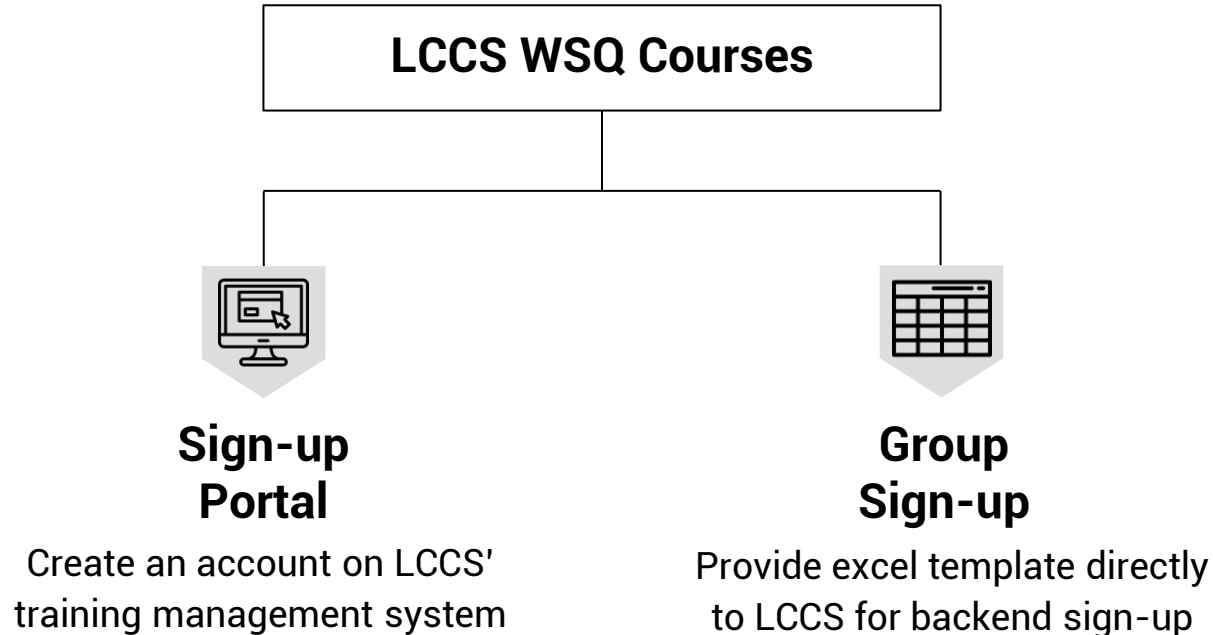 LCCS WSQ Courses
Sign-up
Portal
Create an account on LCCS’
training management system
Group
Sign-up
Provide excel template directly
to LCCS for backend sign-up